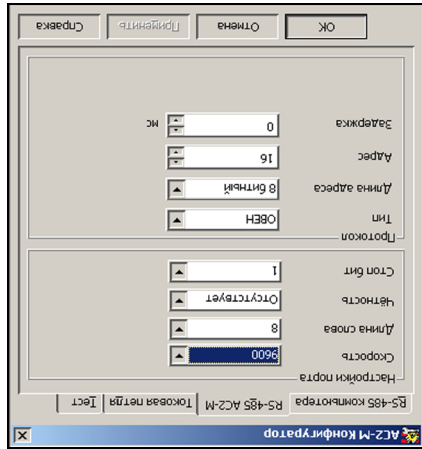 АС2-М Конфигуратор
RS-485 компьютера RS-485 АС2-М Токовая петля Тест
Настройки порта
Скорость 9600
Длина слова 8
Чётность Отсутствует
Стоп бит 1
Протокол
Тип ОВЕН
Длина адреса 8 битный
Адрес 16
Задержка 0 мс
OK Отмена Применить Справка